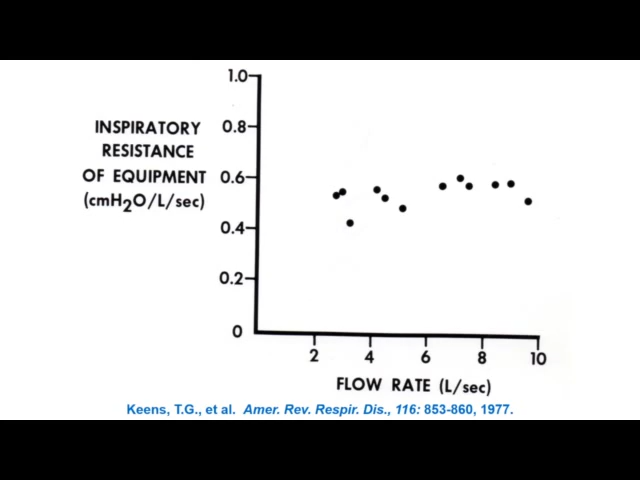 1.0
INSPIRATORY
RESISTANCE
OF EQUIPMENT
(cmH2O/L/sec)
0.8
0.6
0.4
0.2
0
2 4 6 8 10
FLOW RATE (L/sec)
Keens, T.G., et al. Amer. Rev. Respir. Dis., 116: 853-860, 1977.